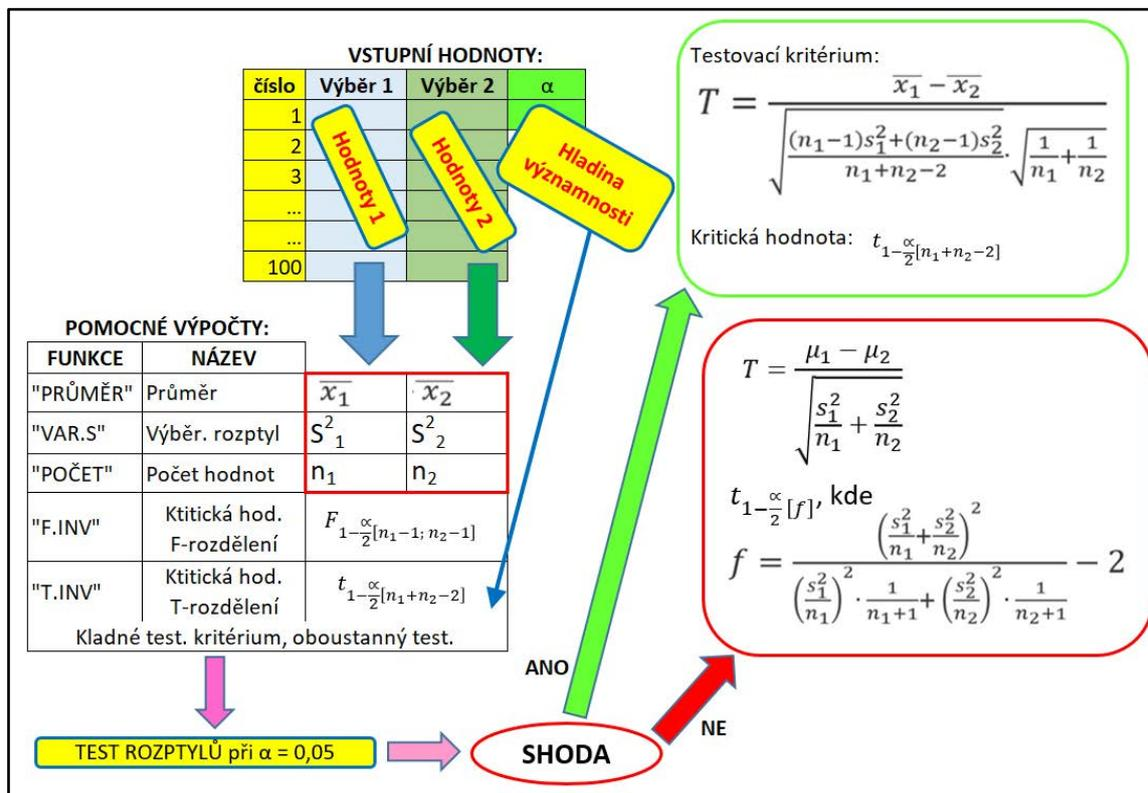 VSTUPNÍ HODNOTY:
číslo Výběr 1 Výběr 2 α
1
2
3
...
...
100
Hodnoty 1
Hodnoty 2
Hladina
významnosti
Testovací kritérium:
T = (x̅₁ − x̅₂) / (√(((n₁−1)s₁²+(n₂−1)s₂²)/(n₁+n₂−2)) · √(1/n₁ + 1/n₂))
Kritická hodnota: t_{1−∝/2[n₁+n₂−2]}
POMOCNÉ VÝPOČTY:
FUNKCE NÁZEV
"PRŮMĚR" Průměr x̅₁ x̅₂
"VAR.S" Výběr. rozptyl S²₁ S²₂
"POČET" Počet hodnot n₁ n₂
"F.INV" Ktitická hod.
F-rozdělení F_{1−∝/2[n₁−1; n₂−1]}
"T.INV" Ktitická hod.
T-rozdělení t_{1−∝/2[n₁+n₂−2]}
Kladné test. kritérium, oboustanný test.
T = (μ₁ − μ₂) / √(s₁²/n₁ + s₂²/n₂)
t_{1−∝/2[f]}, kde
f = (s₁²/n₁ + s₂²/n₂)² / ((s₁²/n₁)² · 1/(n₁+1) + (s₂²/n₂)² · 1/(n₂+1)) − 2
ANO
NE
TEST ROZPTYLŮ při α = 0,05
SHODA